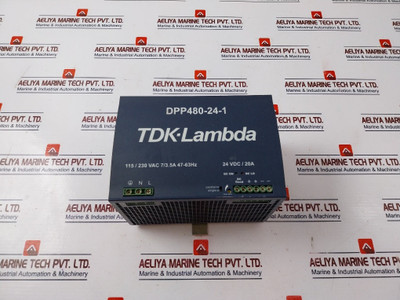 DPP480-24-1
TDK·Lambda
115 / 230 VAC 7/3.5A 47-63Hz
24 VDC / 20A
N L
AELIYA MARINE TECH PVT. LTD.
Marine & Industrial Automation & Machinery